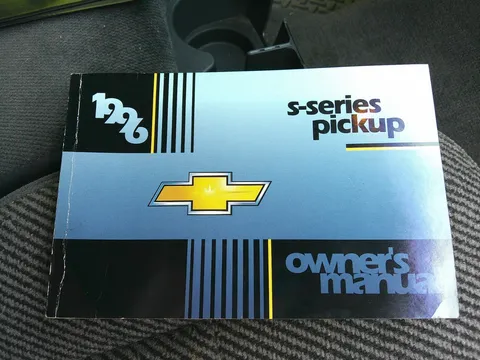 1996
s-series
pickup
owner's
manual